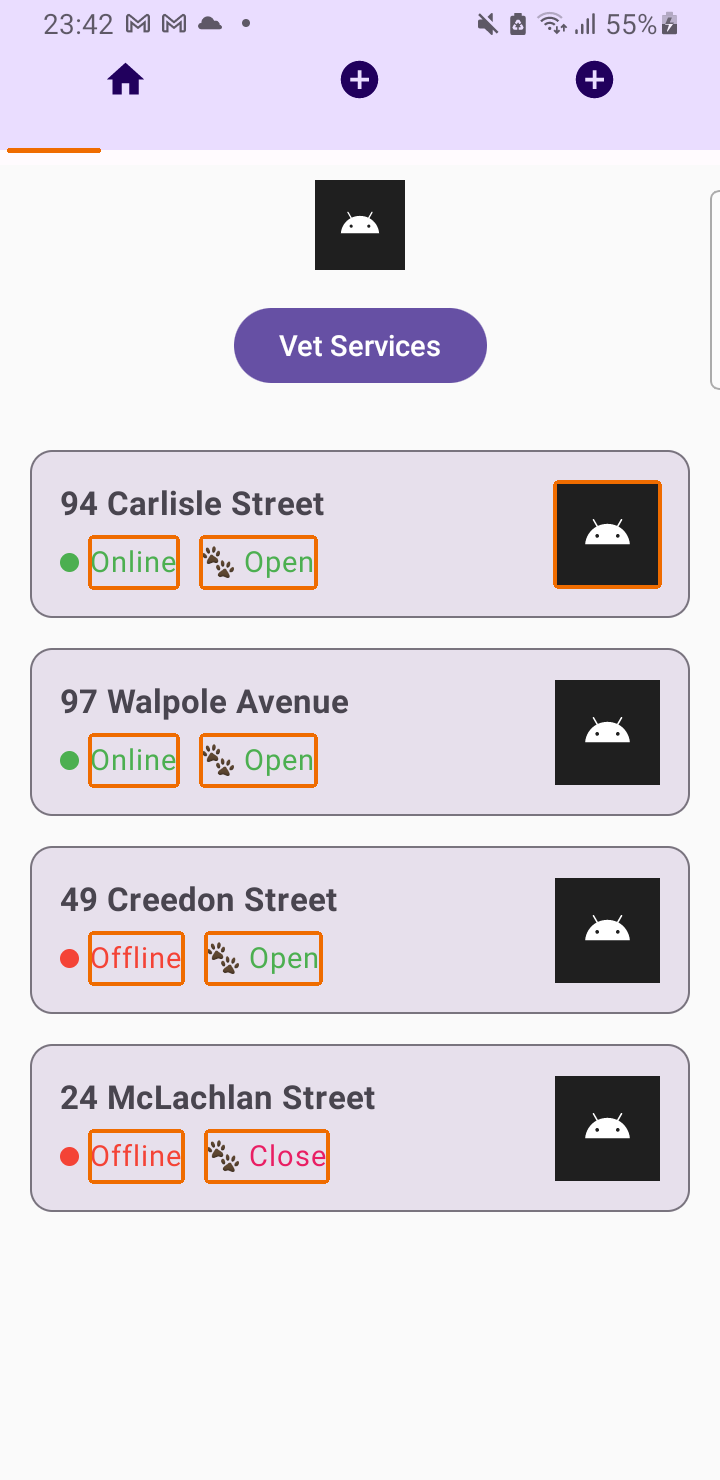 23:42
55%
Vet Services
94 Carlisle Street
Online Open
97 Walpole Avenue
Online Open
49 Creedon Street
Offline Open
24 McLachlan Street
Offline Close